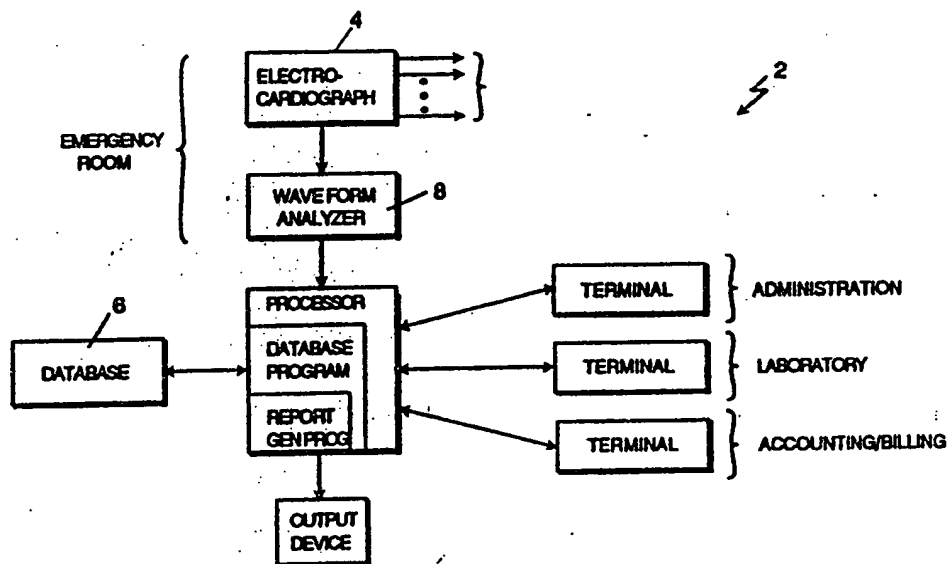 4
ELECTRO-
CARDIOGRAPH
2
EMERGENCY
ROOM
WAVE FORM
ANALYZER
8
PROCESSOR
TERMINAL
ADMINISTRATION
6
DATABASE
DATABASE
PROGRAM
TERMINAL
LABORATORY
REPORT
GEN PROG
TERMINAL
ACCOUNTING/BILLING
OUTPUT
DEVICE